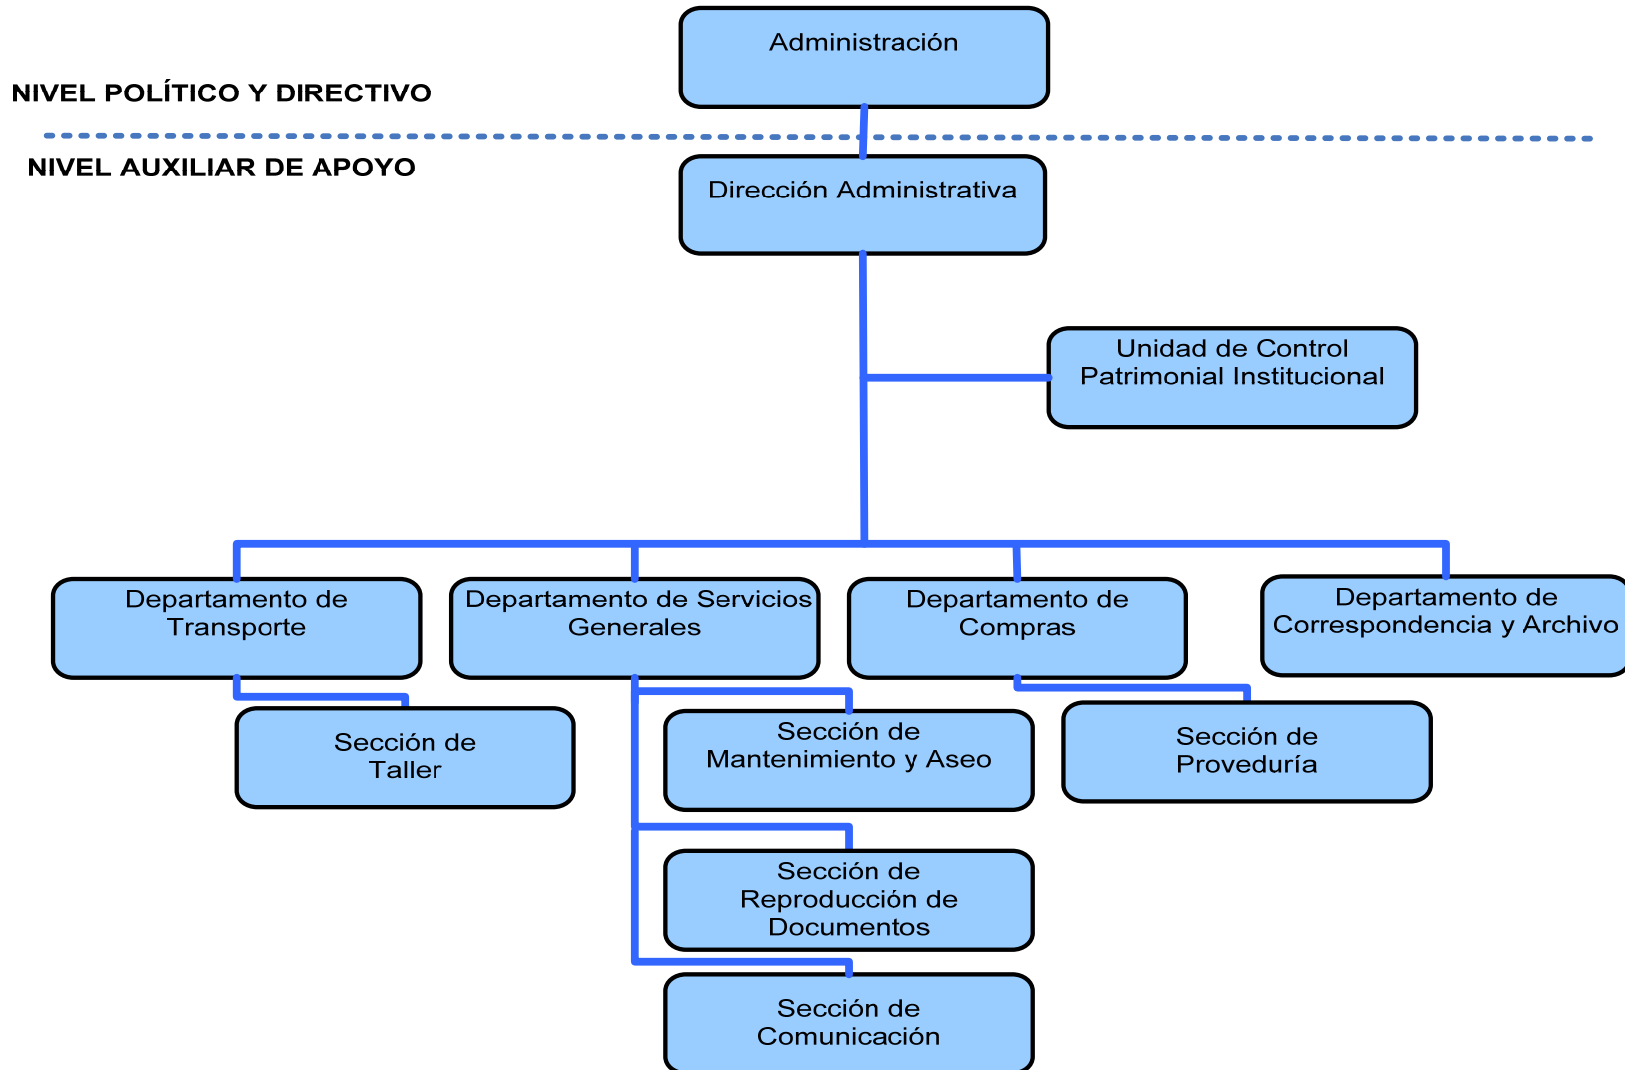 Administración
NIVEL POLÍTICO Y DIRECTIVO
NIVEL AUXILIAR DE APOYO
Dirección Administrativa
Unidad de Control
Patrimonial Institucional
Departamento de
Transporte
Departamento de Servicios
Generales
Departamento de
Compras
Departamento de
Correspondencia y Archivo
Sección de
Taller
Sección de
Mantenimiento y Aseo
Sección de
Proveduría
Sección de
Reproducción de
Documentos
Sección de
Comunicación